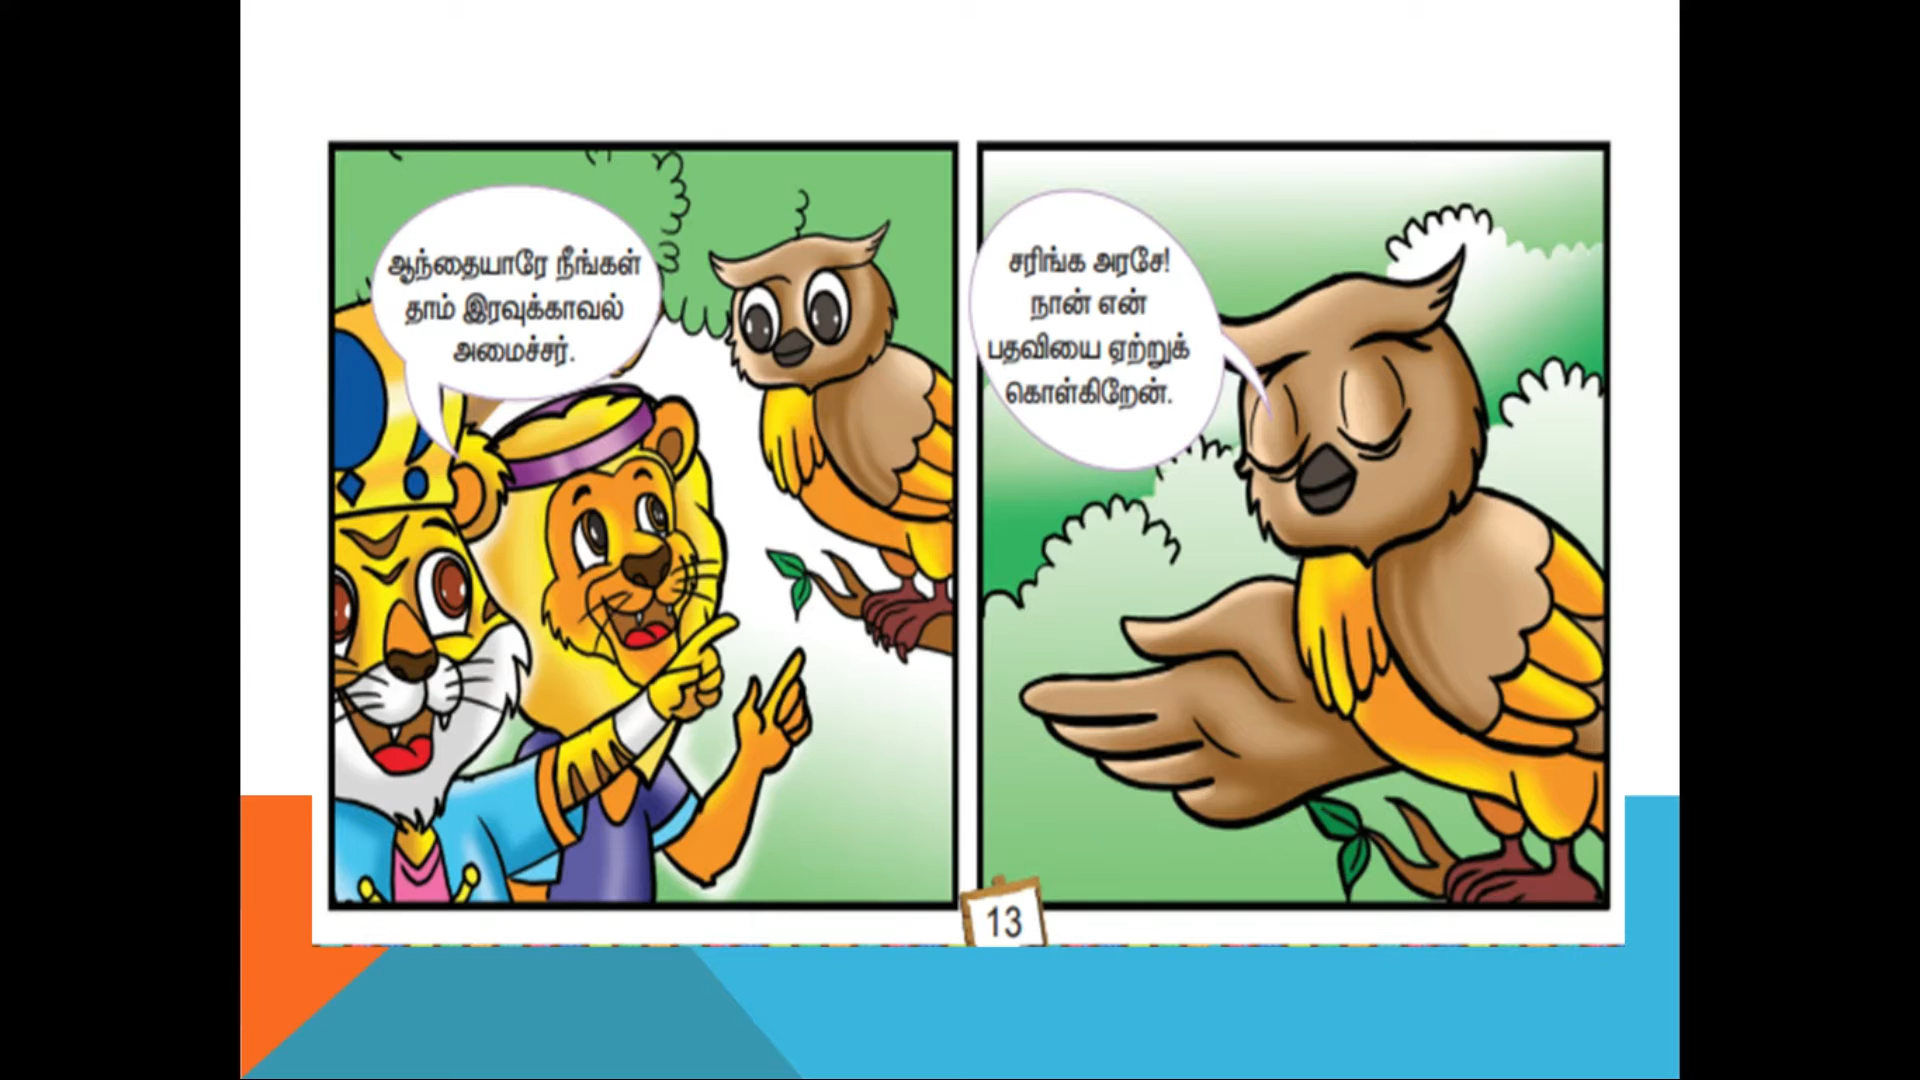 ஆந்தையாரே நீங்கள்
தாம் இரவுக்காவல்
அமைச்சர்.
சரிங்க அரசே!
நான் என்
பதவியை ஏற்றுக்
கொள்கிறேன்.
13